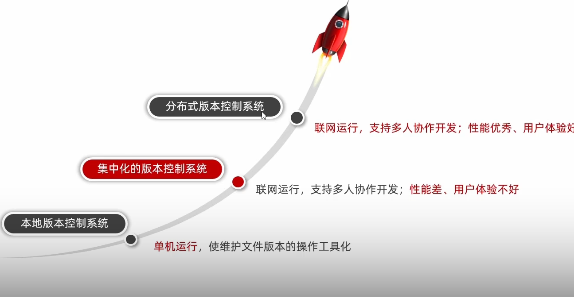 分布式版本控制系统
联网运行，支持多人协作开发；性能优秀、用户体验好
集中化的版本控制系统
联网运行，支持多人协作开发；性能差、用户体验不好
本地版本控制系统
单机运行，使维护文件版本的操作工具化